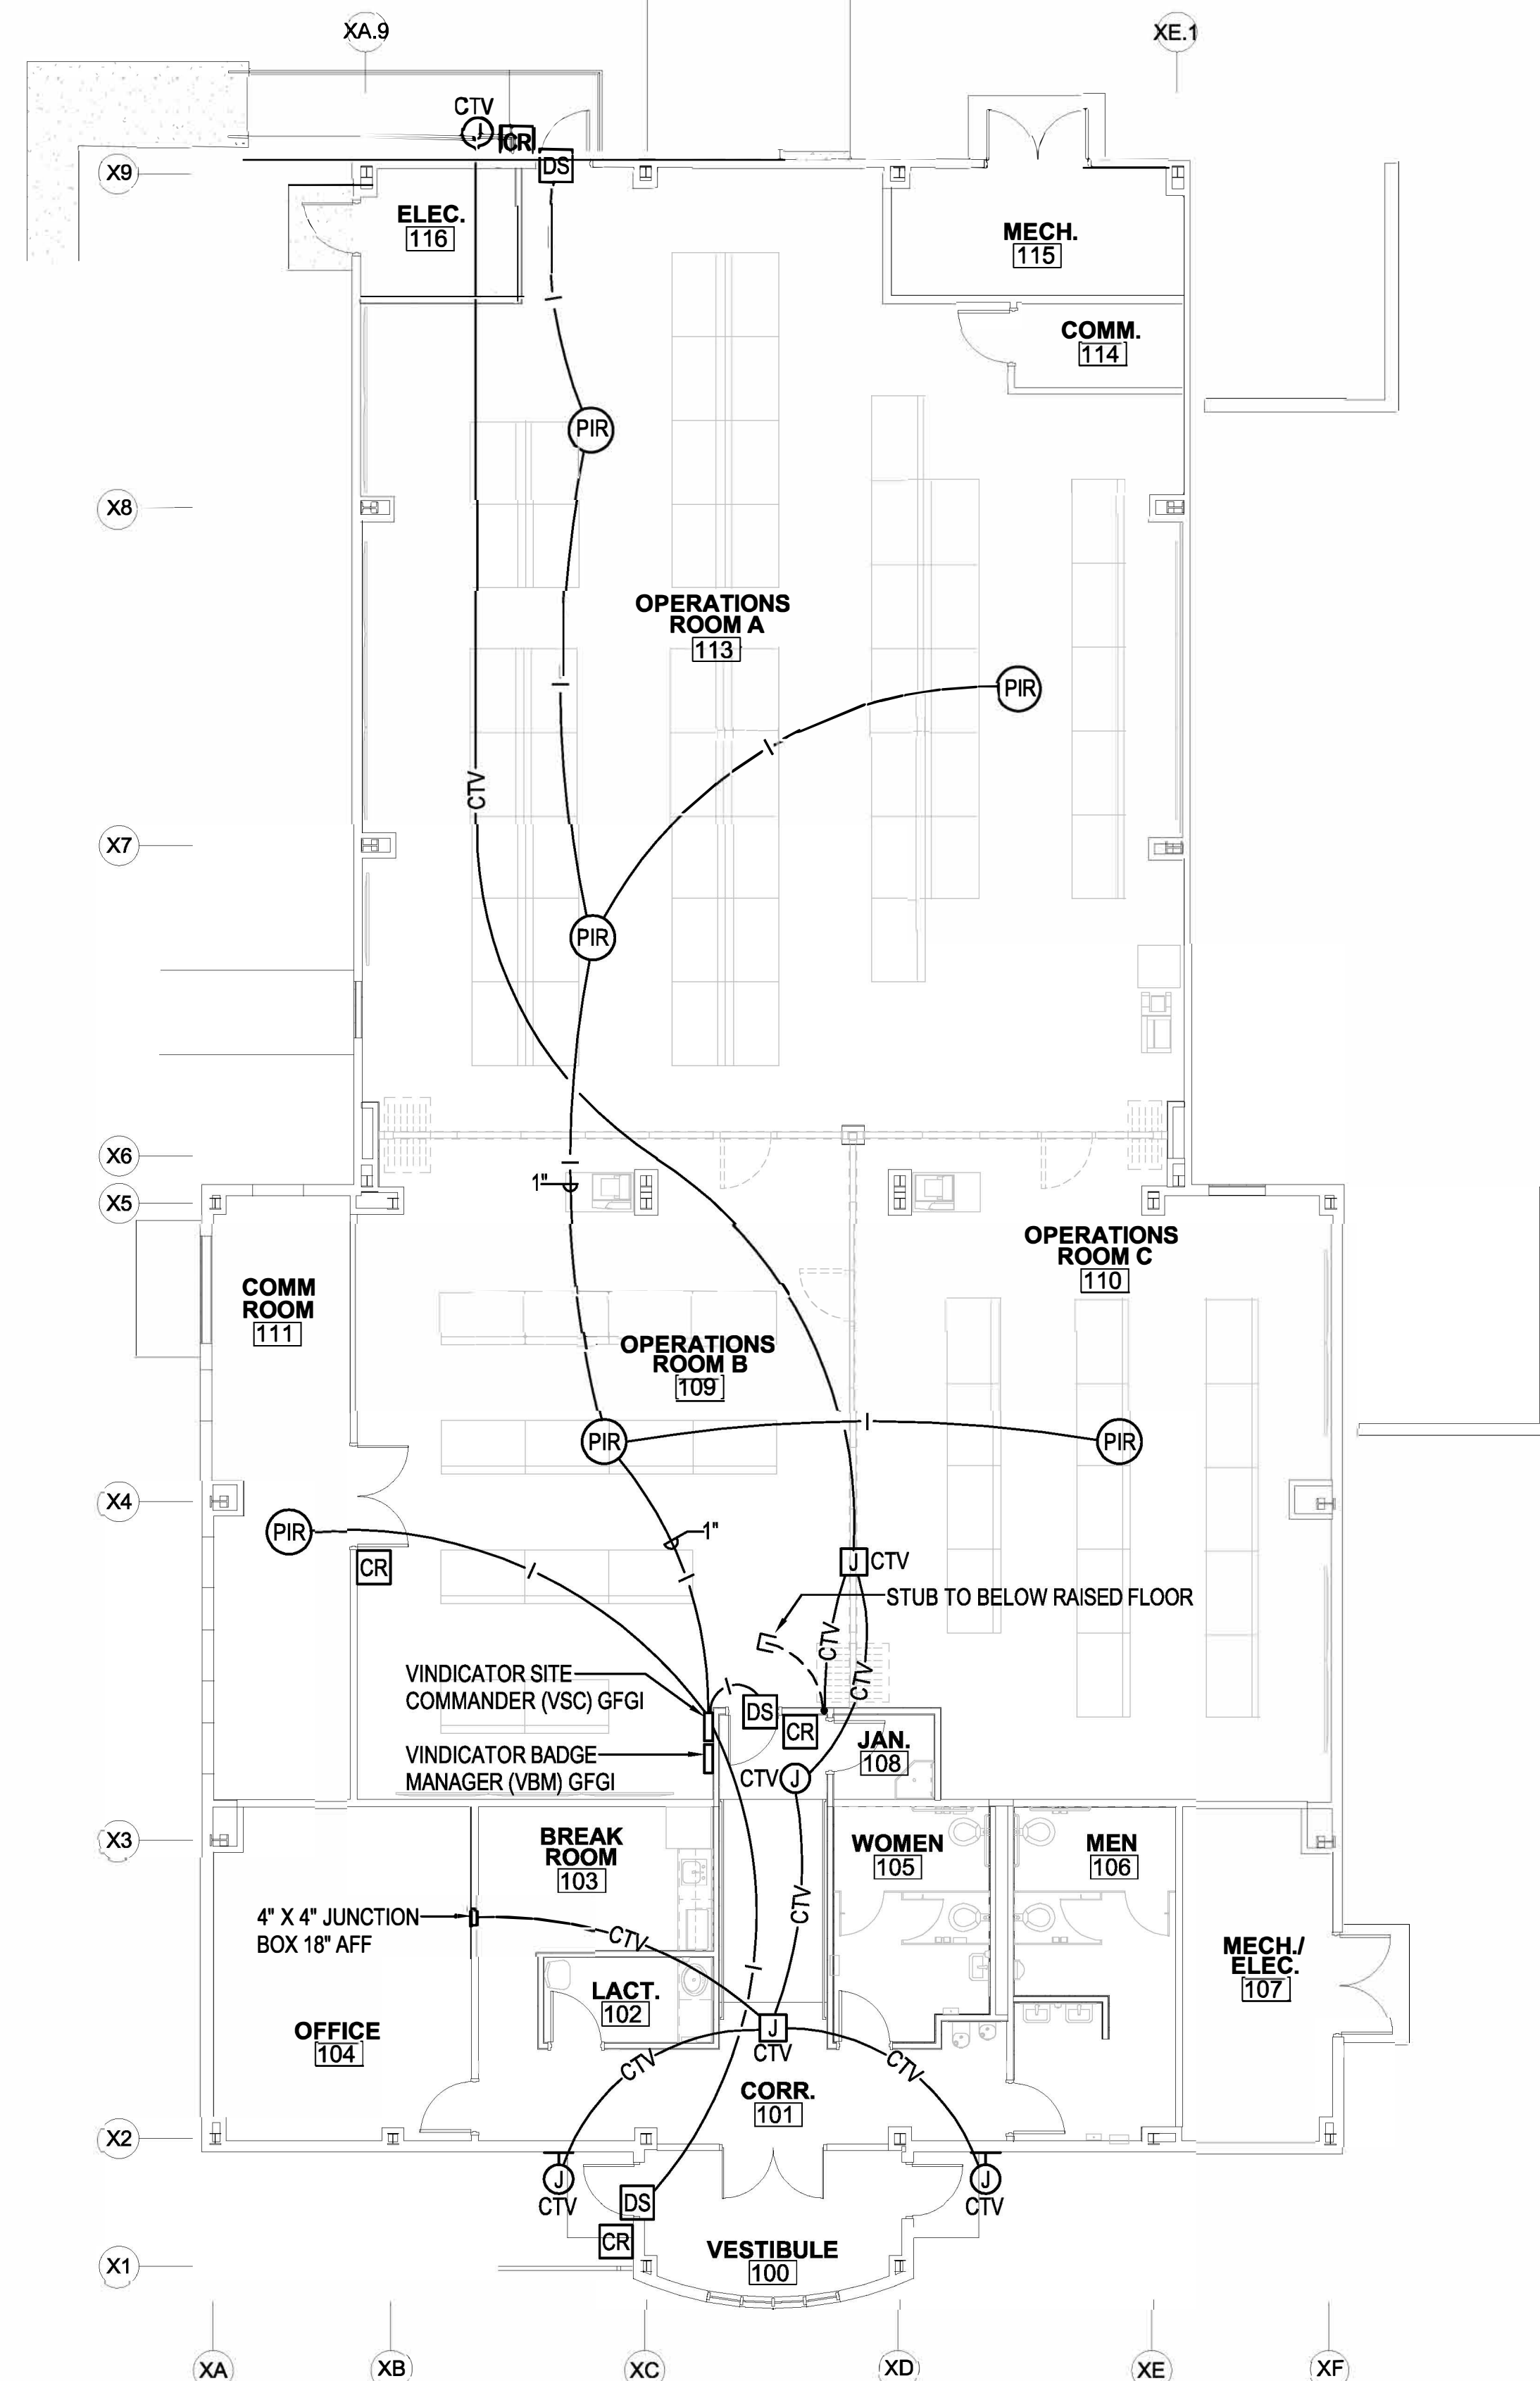 XA.9
XE.1
CTV
J
CR
DS
X9
ELEC.
116
MECH.
115
COMM.
114
PIR
X8
OPERATIONS
ROOM A
113
PIR
CTV
X7
PIR
X6
1"
X5
OPERATIONS
ROOM C
110
COMM
ROOM
111
OPERATIONS
ROOM B
109
PIR
PIR
X4
PIR
1"
CR
J
CTV
STUB TO BELOW RAISED FLOOR
CTV
CTV
VINDICATOR SITE
COMMANDER (VSC) GFGI
DS
CR
JAN.
108
VINDICATOR BADGE
MANAGER (VBM) GFGI
CTV
J
X3
BREAK
ROOM
103
WOMEN
105
MEN
106
CTV
4" X 4" JUNCTION
BOX 18" AFF
CTV
MECH./
ELEC.
107
LACT.
102
OFFICE
104
J
CTV
CTV
CTV
CORR.
101
X2
J
CTV
J
CTV
DS
CR
VESTIBULE
100
X1
XA
XB
XC
XD
XE
XF